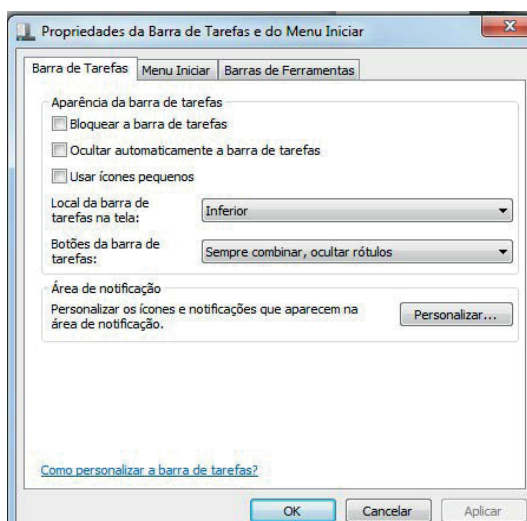 Propriedades da Barra de Tarefas e do Menu Iniciar
Barra de Tarefas Menu Iniciar Barras de Ferramentas
Aparência da barra de tarefas
Bloquear a barra de tarefas
Ocultar automaticamente a barra de tarefas
Usar ícones pequenos
Local da barra de
tarefas na tela:
Inferior
Botões da barra de
tarefas:
Sempre combinar, ocultar rótulos
Área de notificação
Personalizar os ícones e notificações que aparecem na
área de notificação.
Personalizar...
Como personalizar a barra de tarefas?
OK Cancelar Aplicar